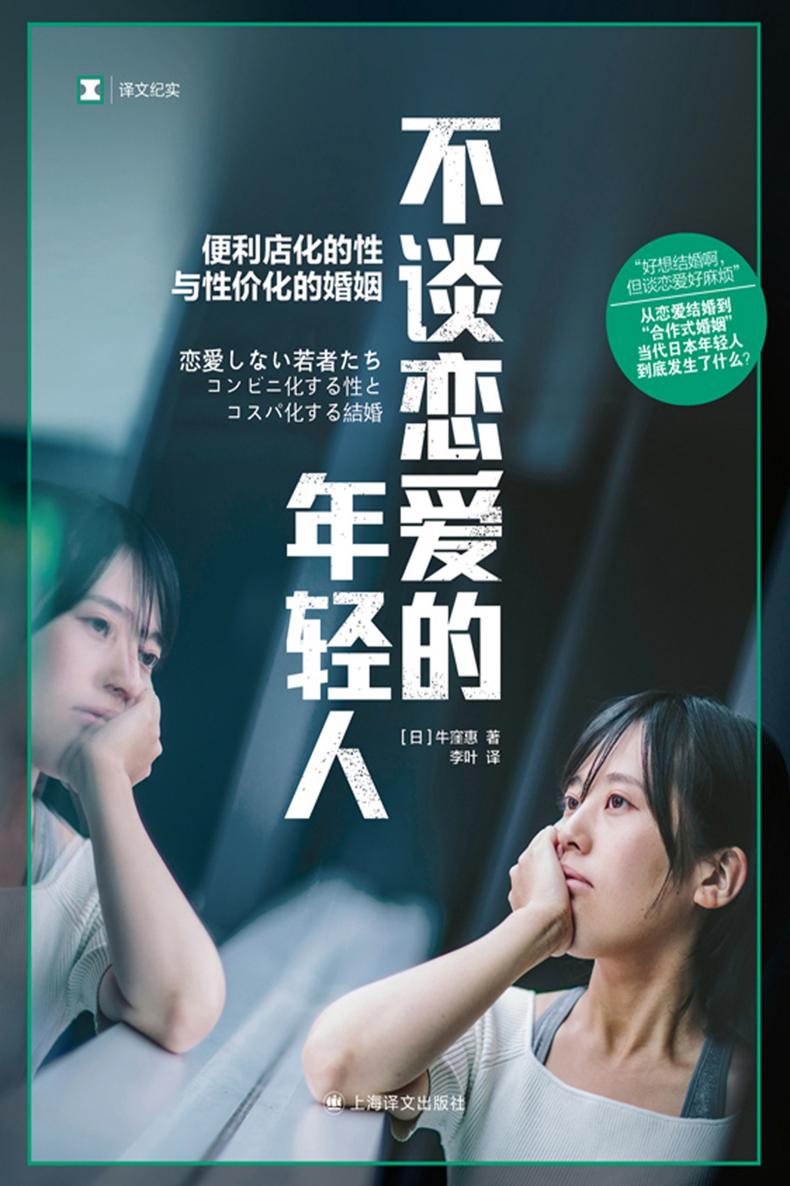 译文纪实
不谈恋爱的
年轻人
便利店化的性
与性价化的婚姻
恋愛しない若者たち
コンビニ化する性と
コスパ化する結婚
“好想结婚啊,
但谈恋爱好麻烦”
从恋爱结婚到
“合作式婚姻”
当代日本年轻人
到底发生了什么?
[日]牛窪惠 著
李叶 译
上海译文出版社